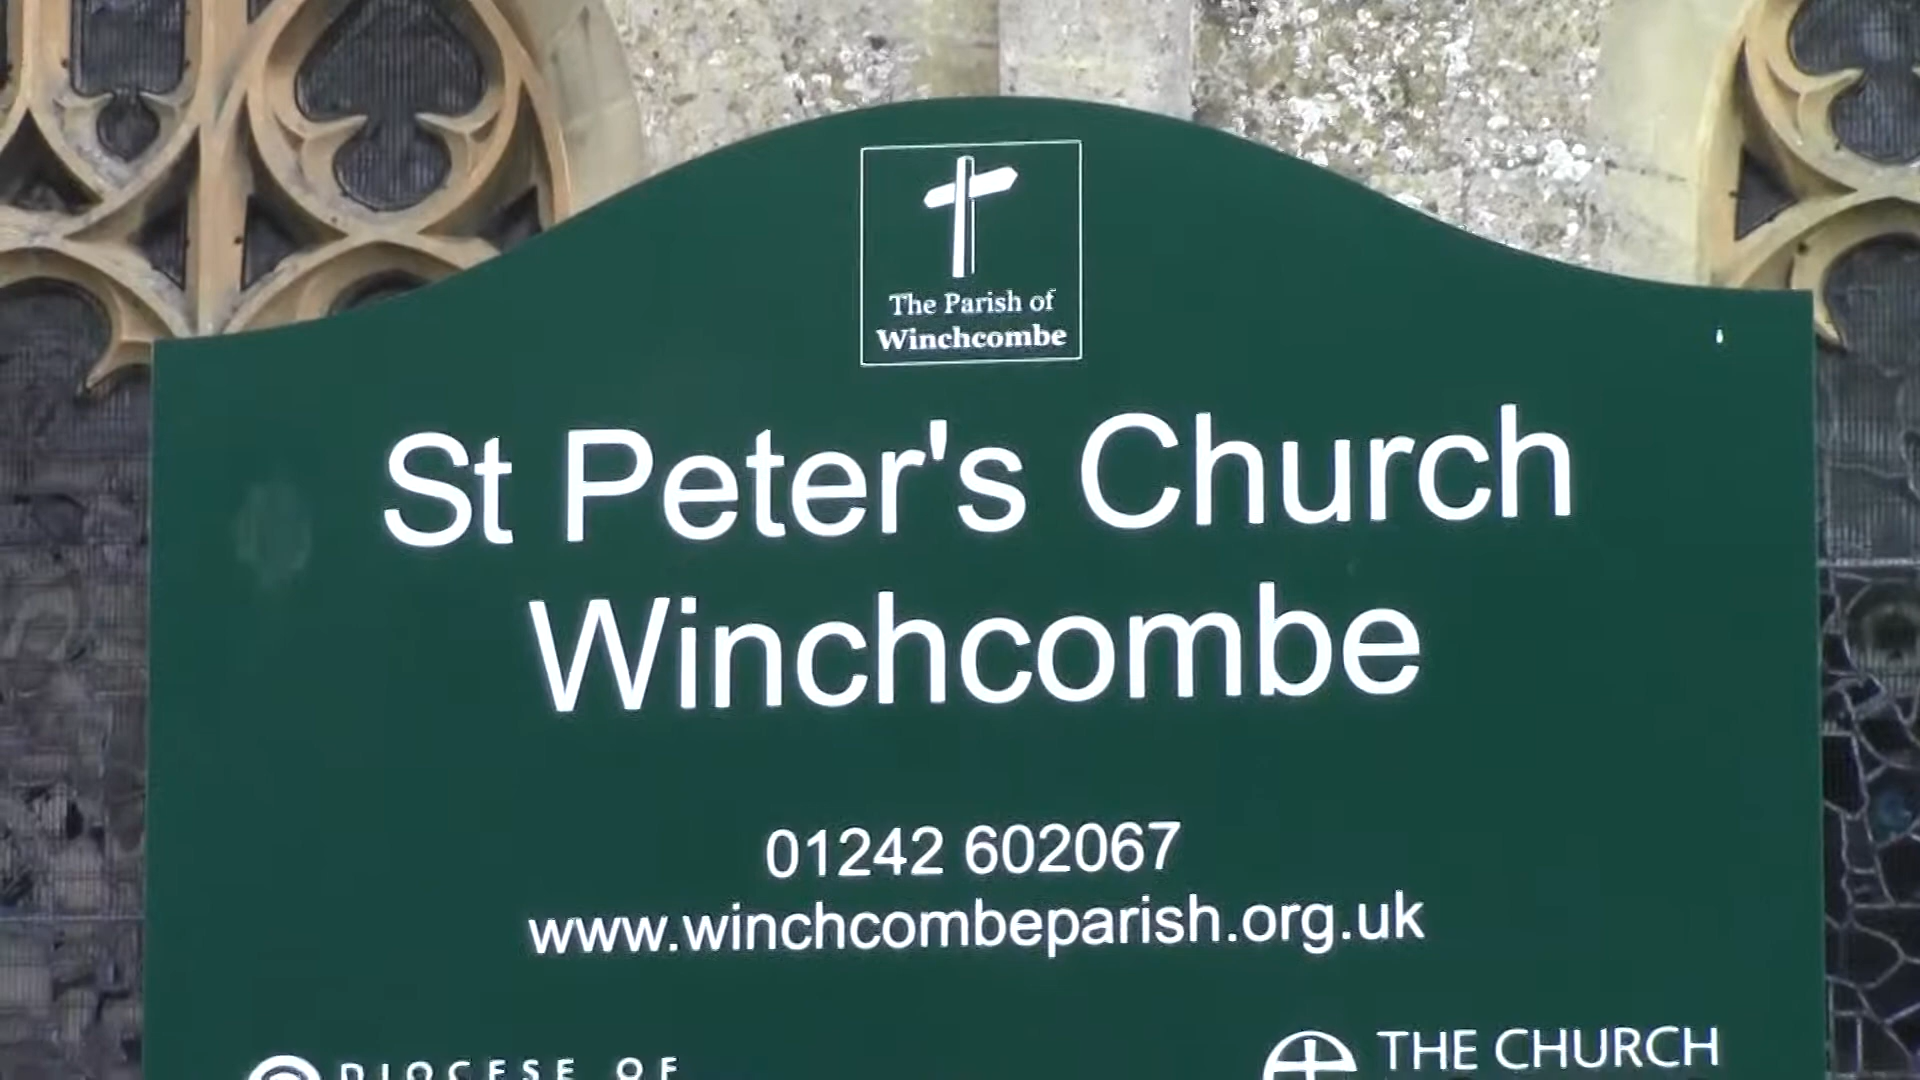 The Parish of
Winchcombe
St Peter's Church
Winchcombe
01242 602067
www.winchcombeparish.org.uk
DIOCESE OF
THE CHURCH